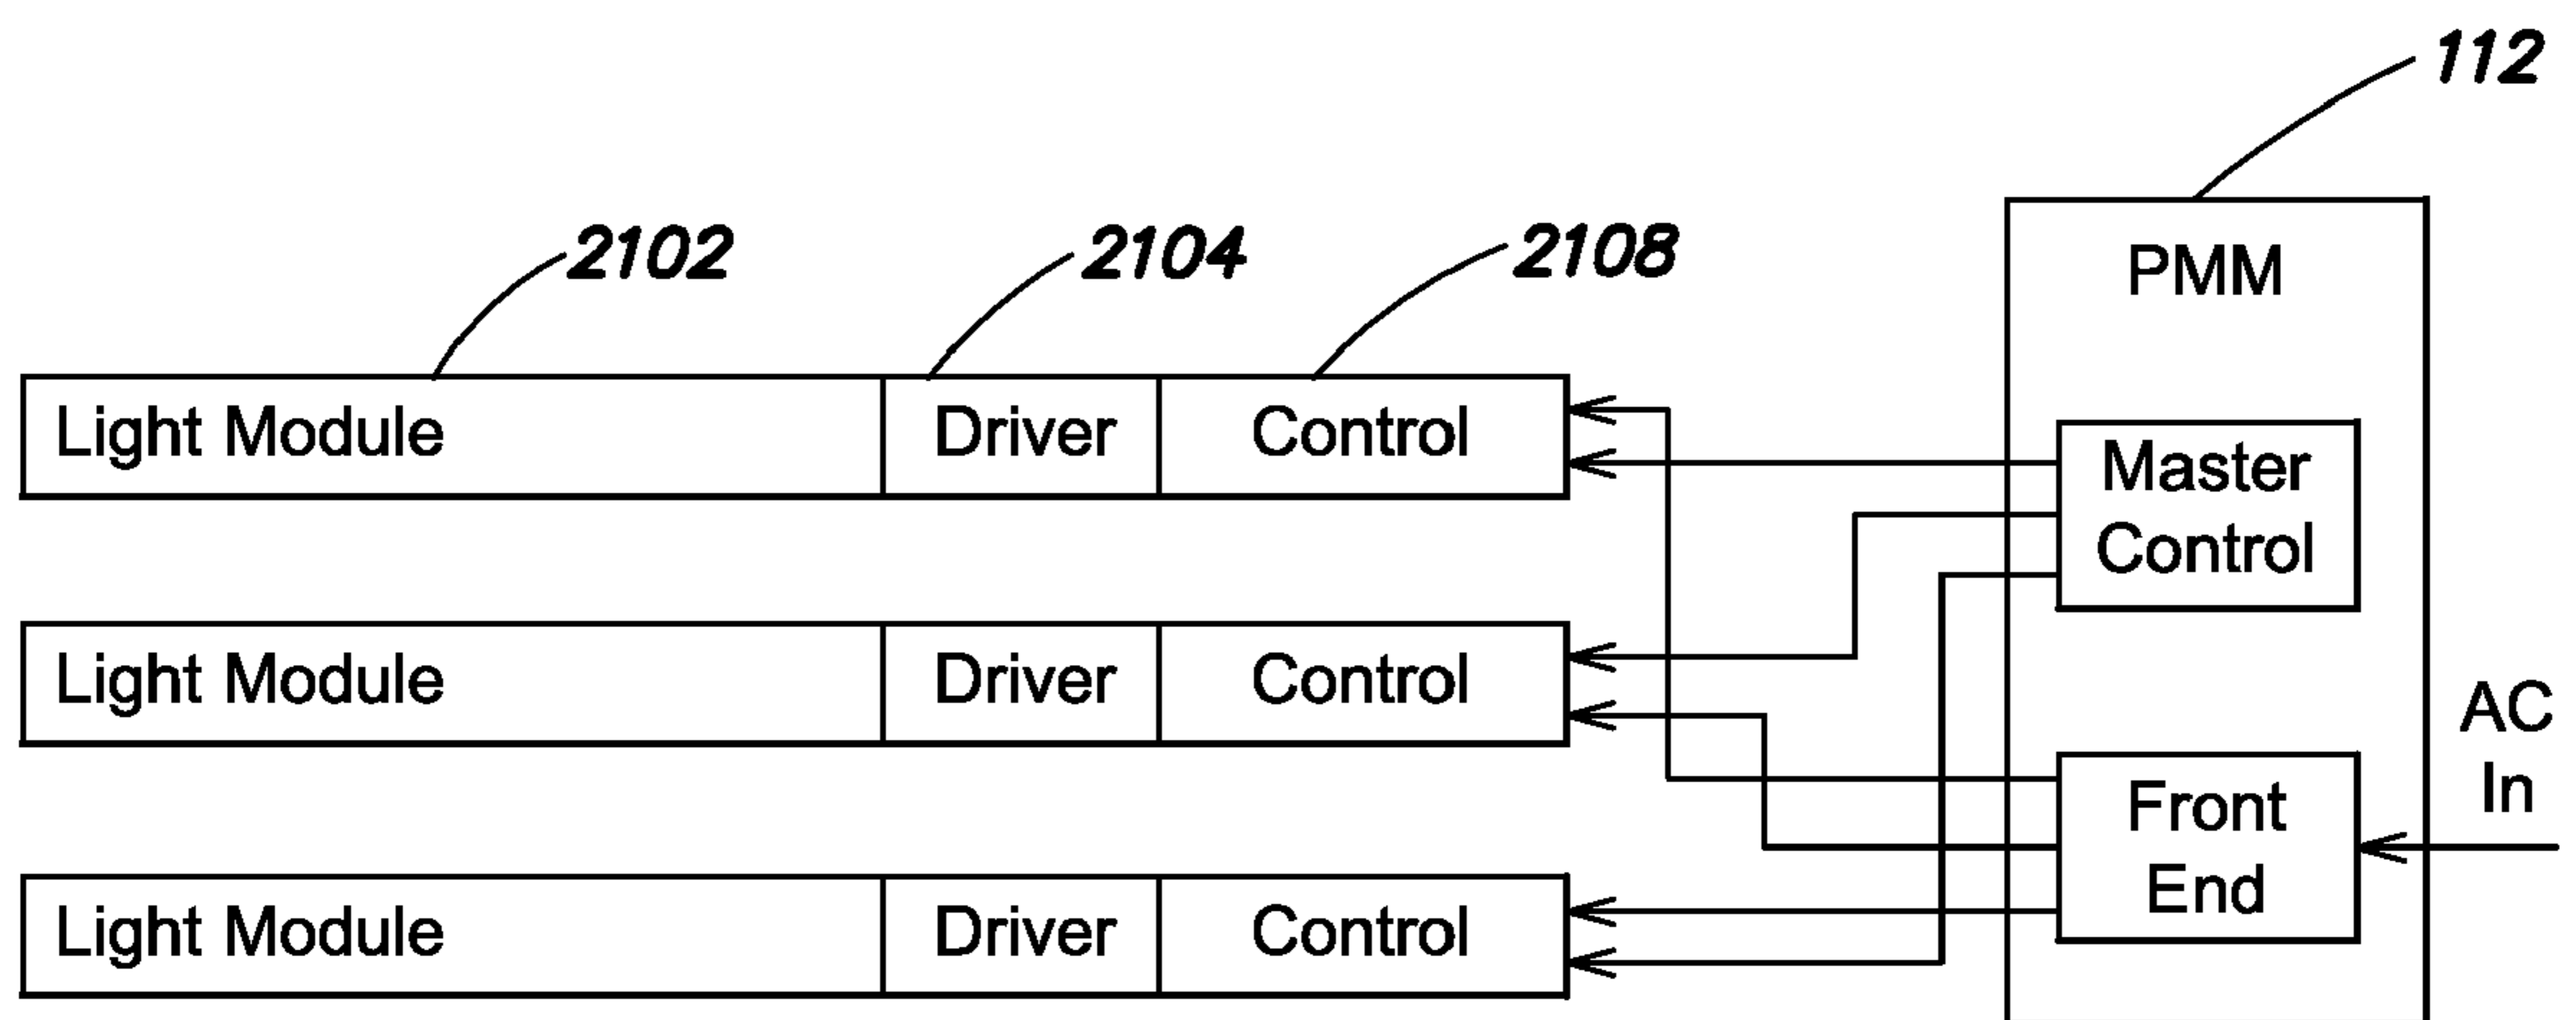 112
2102
2104
2108
PMM
Light Module Driver Control
Master
Control
Light Module Driver Control
AC
In
Front
End
Light Module Driver Control